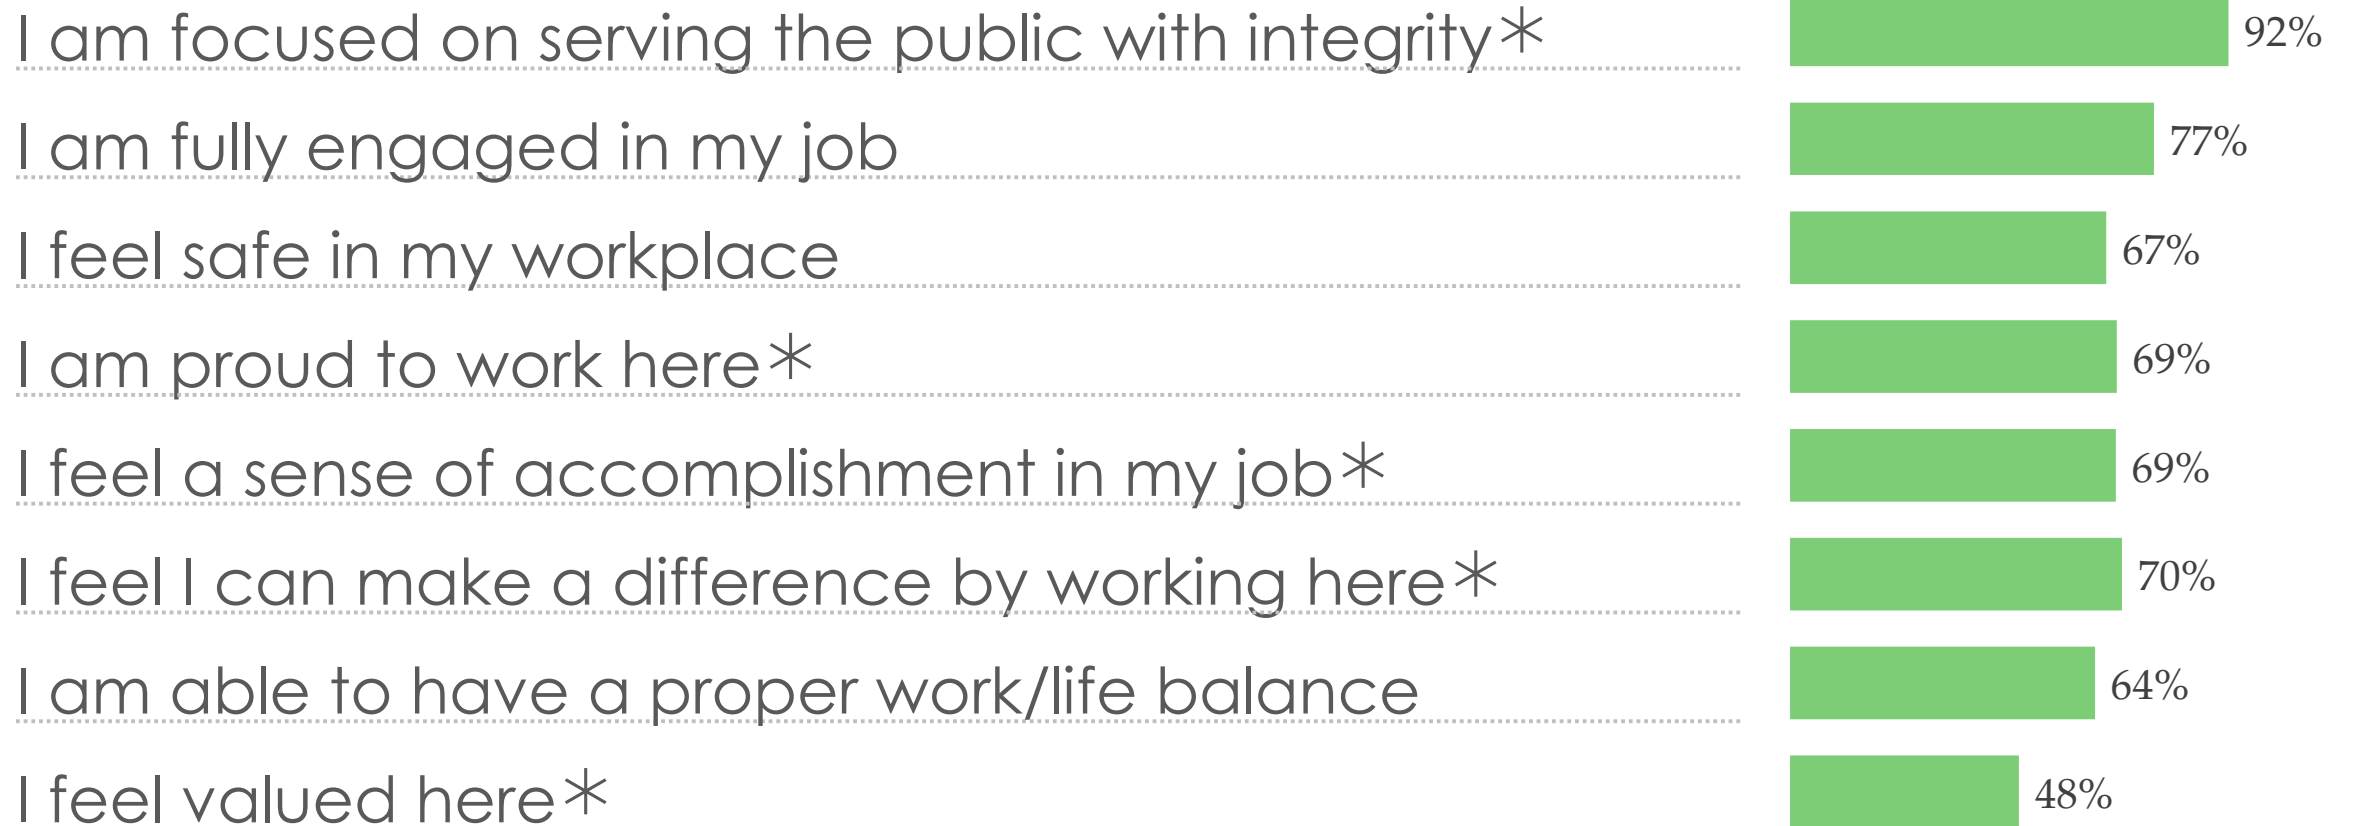 I am focused on serving the public with integrity* 92%
I am fully engaged in my job 77%
I feel safe in my workplace 67%
I am proud to work here* 69%
I feel a sense of accomplishment in my job* 69%
I feel I can make a difference by working here* 70%
I am able to have a proper work/life balance 64%
I feel valued here* 48%